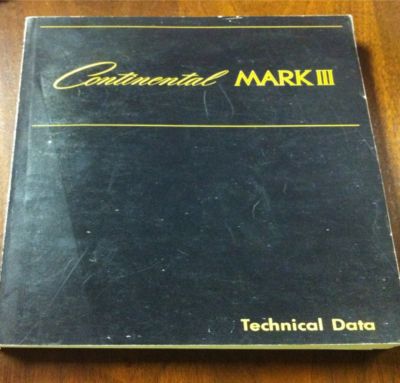 Continental MARK III
Technical Data